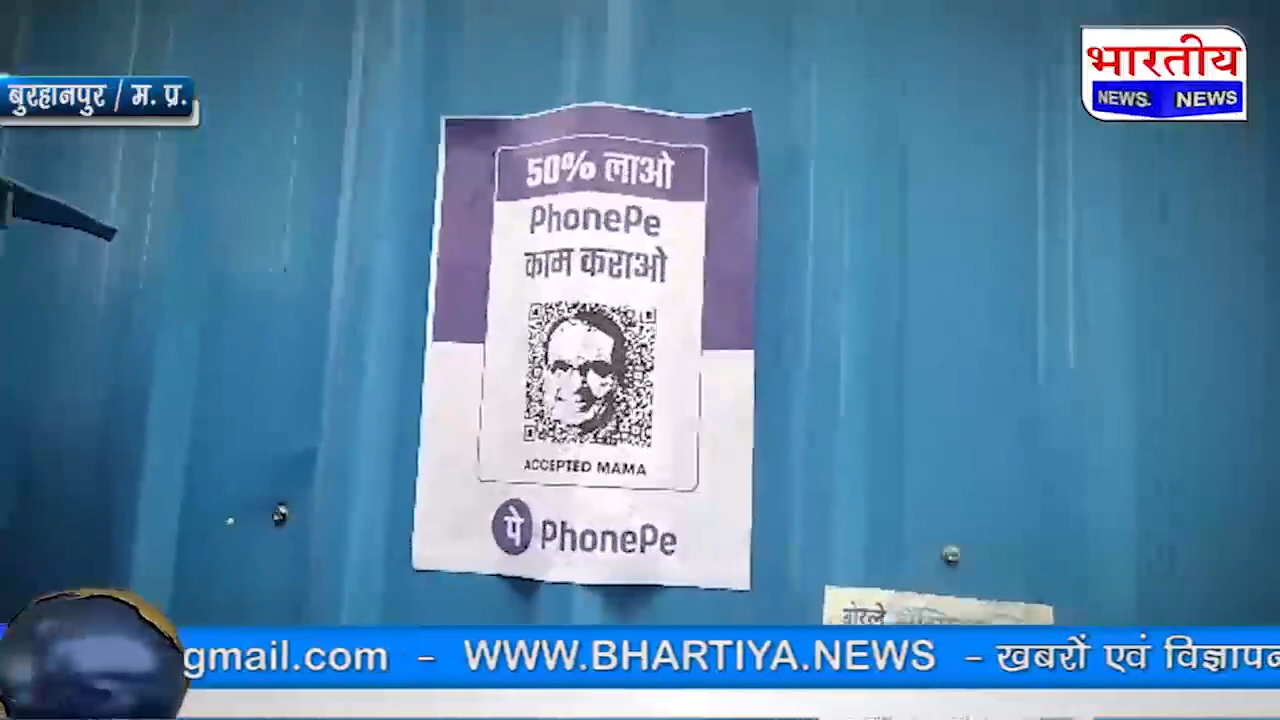 बुरहानपुर / म. प्र.
भारतीय
NEWS. NEWS
50% लाओ
PhonePe
काम कराओ
ACCEPTED MAMA
पे PhonePe
gmail.com - WWW.BHARTIYA.NEWS - खबरों एवं विज्ञापन